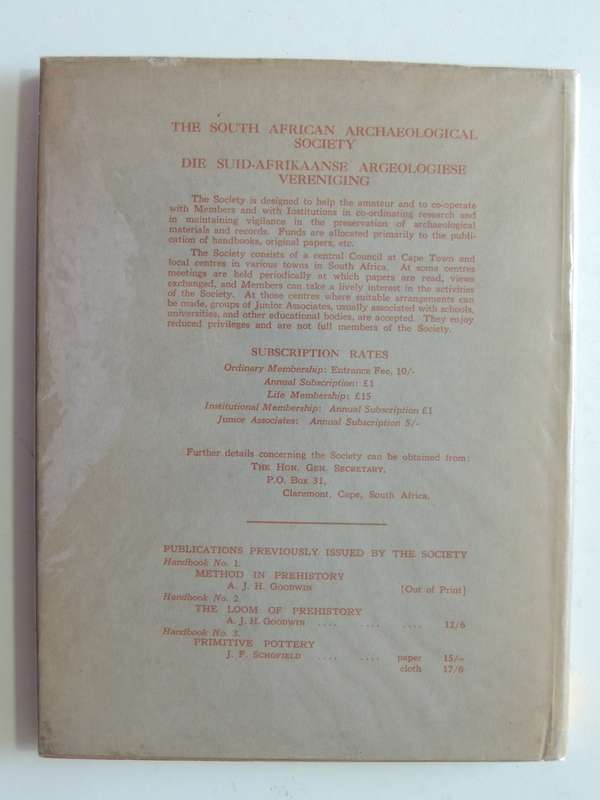 THE SOUTH AFRICAN ARCHAEOLOGICAL
SOCIETY
DIE SUID-AFRIKAANSE ARGEOLOGIESE
VERENIGING
The Society is designed to help the amateur and to co-operate
with Members and with Institutions in co-ordinating research and
in maintaining vigilance in the preservation of archaeological
materials and records. Funds are allocated primarily to the publi-
cation of handbooks, original papers, etc.
The Society consists of a central Council at Cape Town and
local centres in various towns in South Africa. At some centres
meetings are held periodically at which papers are read, views
exchanged, and Members can take a lively interest in the activities
of the Society. At those centres where suitable arrangements can
be made, groups of Junior Associates, usually associated with schools,
universities, and other educational bodies, are accepted. They enjoy
reduced privileges and are not full members of the Society.
SUBSCRIPTION RATES
Ordinary Membership: Entrance Fee, 10/-
Annual Subscription: £1
Life Membership: £15
Institutional Membership: Annual Subscription £1
Junior Associates: Annual Subscription 5/-
Further details concerning the Society can be obtained from:
THE HON. GEN. SECRETARY,
P.O. BOX 31,
Claremont, Cape, South Africa.
PUBLICATIONS PREVIOUSLY ISSUED BY THE SOCIETY
Handbook No. 1.
METHOD IN PREHISTORY
A. J. H. GOODWIN [Out of Print]
Handbook No. 2.
THE LOOM OF PREHISTORY
A. J. H. GOODWIN .... .... .... 12/6
Handbook No. 3.
PRIMITIVE POTTERY
J. F. SCHOFIELD .... .... paper 15/-
cloth 17/6